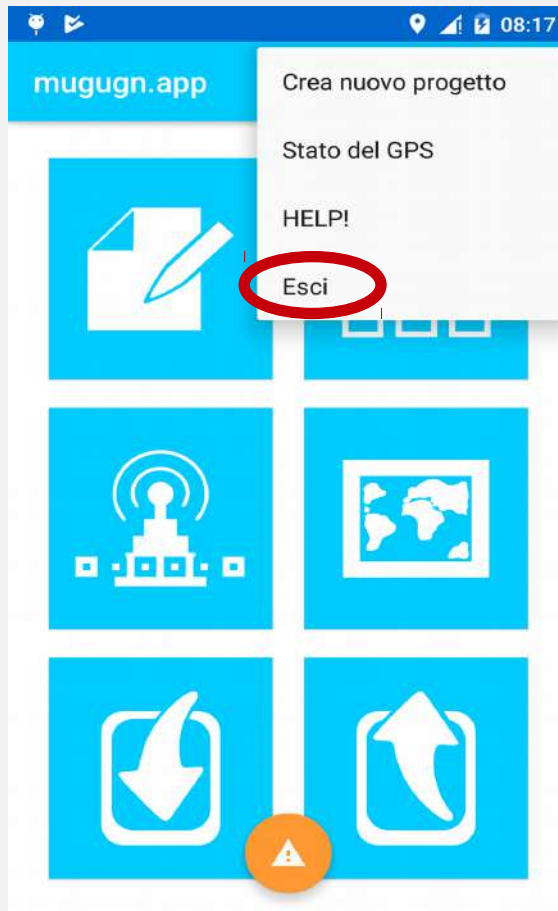 08:17
mugugn.app
Crea nuovo progetto
Stato del GPS
HELP!
Esci